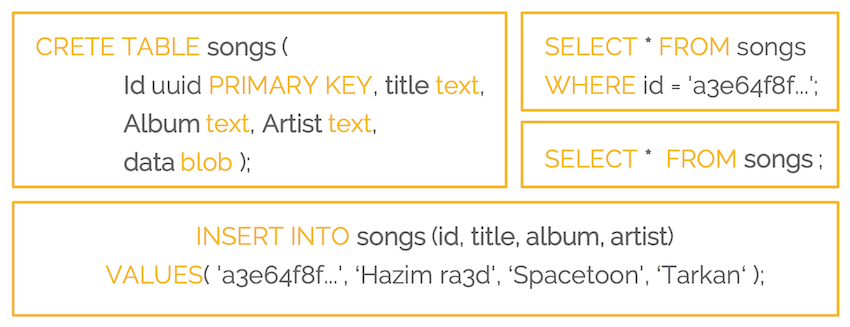 CRETE TABLE songs (
Id uuid PRIMARY KEY, title text,
Album text, Artist text,
data blob );
SELECT * FROM songs
WHERE id = 'a3e64f8f...';
SELECT * FROM songs ;
INSERT INTO songs (id, title, album, artist)
VALUES( 'a3e64f8f...', ‘Hazim ra3d', ‘Spacetoon', ‘Tarkan‘ );